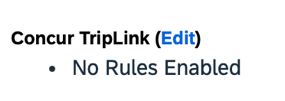 Concur TripLink (Edit)
• No Rules Enabled